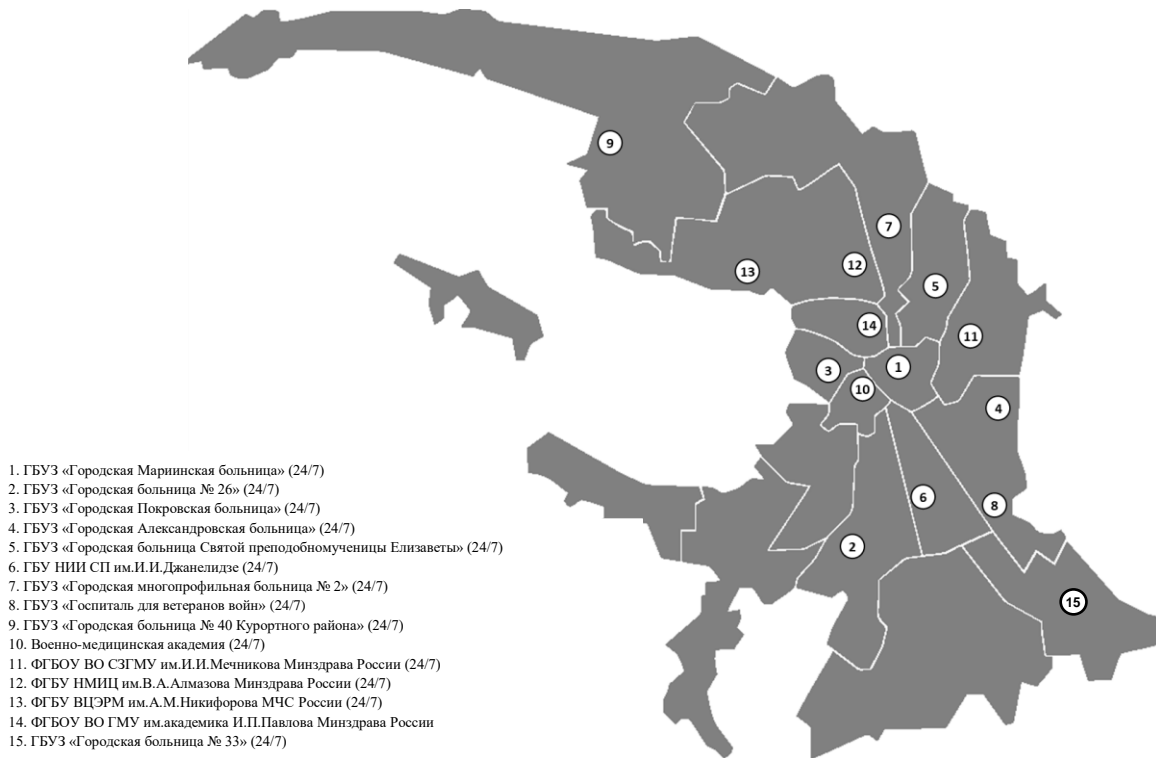 9
7
12
13
5
14
11
1
3
10
4
6
8
2
15
1. ГБУЗ «Городская Мариинская больница» (24/7)
2. ГБУЗ «Городская больница № 26» (24/7)
3. ГБУЗ «Городская Покровская больница» (24/7)
4. ГБУЗ «Городская Александровская больница» (24/7)
5. ГБУЗ «Городская больница Святой преподобномученицы Елизаветы» (24/7)
6. ГБУ НИИ СП им.И.И.Джанелидзе (24/7)
7. ГБУЗ «Городская многопрофильная больница № 2» (24/7)
8. ГБУЗ «Госпиталь для ветеранов войн» (24/7)
9. ГБУЗ «Городская больница № 40 Курортного района» (24/7)
10. Военно-медицинская академия (24/7)
11. ФГБОУ ВО СЗГМУ им.И.И.Мечникова Минздрава России (24/7)
12. ФГБУ НМИЦ им.В.А.Алмазова Минздрава России (24/7)
13. ФГБУ ВЦЭРМ им.А.М.Никифорова МЧС России (24/7)
14. ФГБОУ ВО ГМУ им.академика И.П.Павлова Минздрава России
15. ГБУЗ «Городская больница № 33» (24/7)